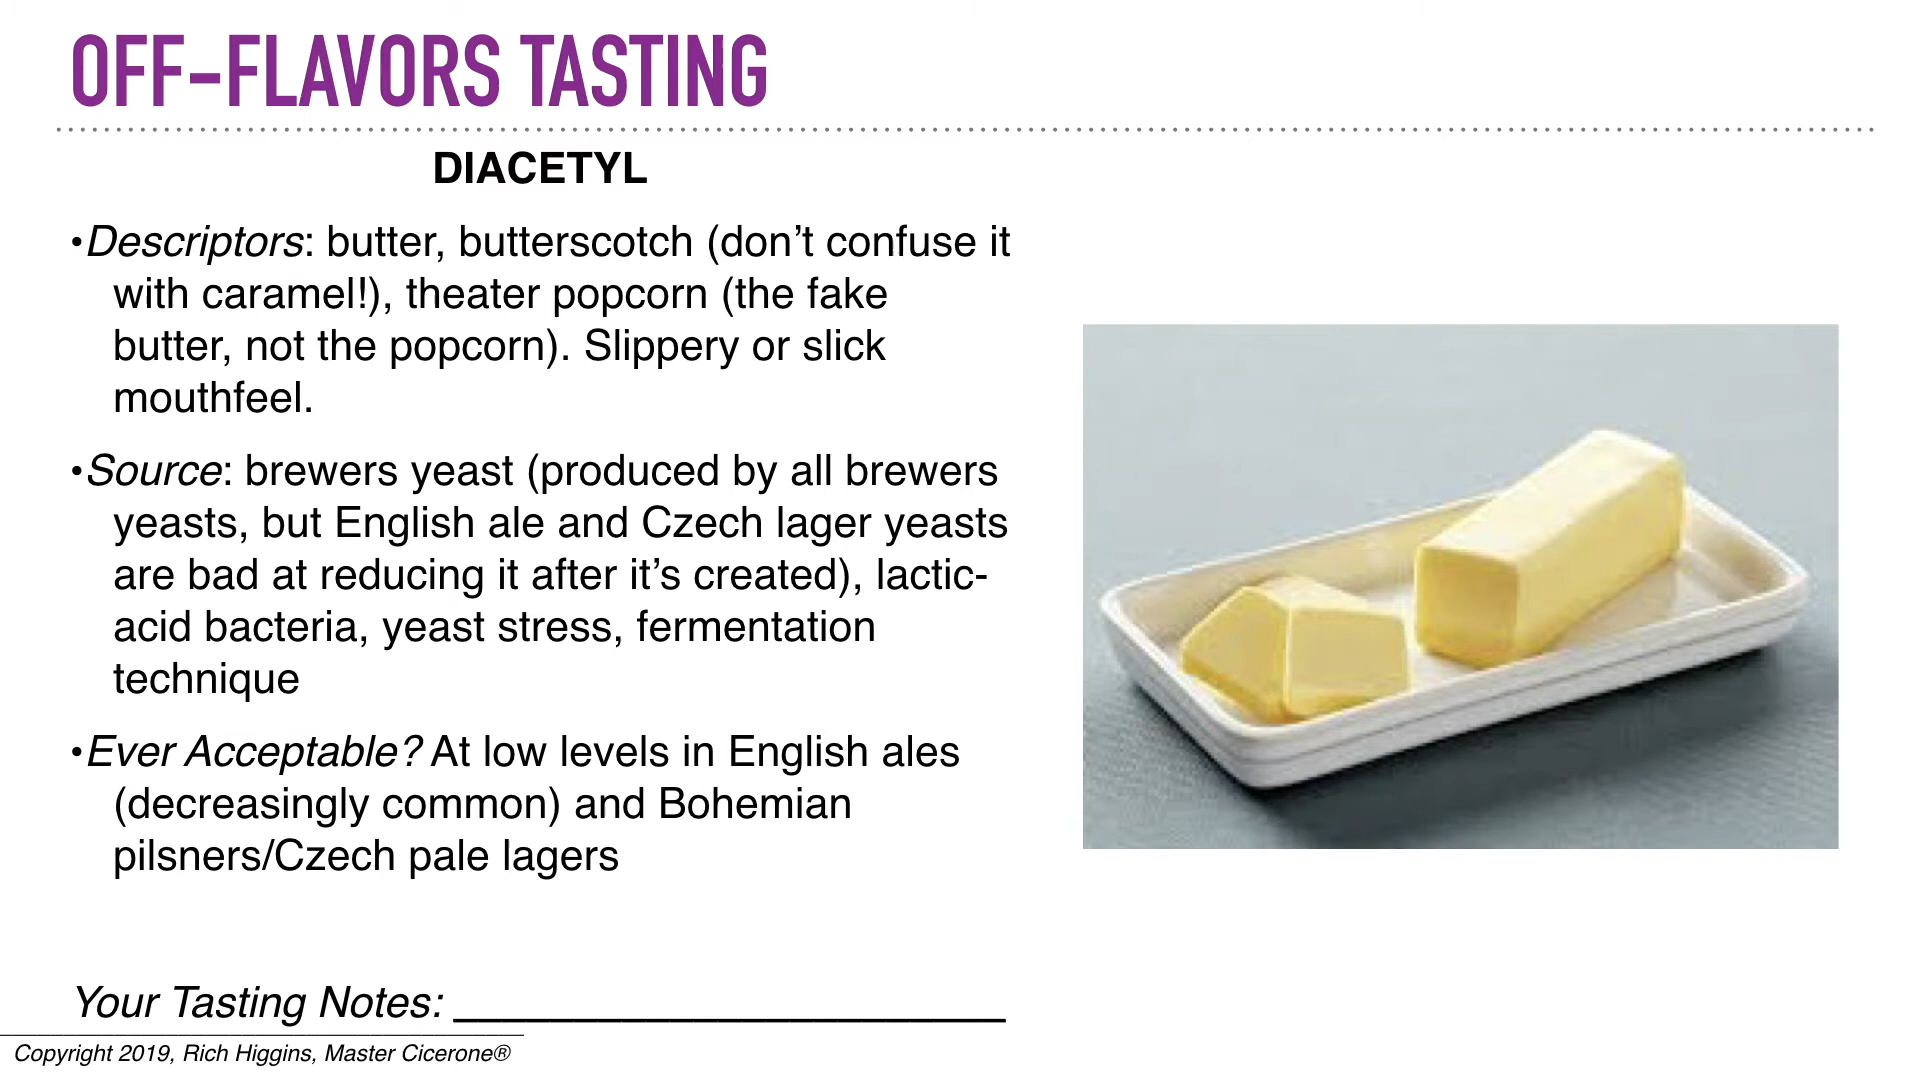 OFF-FLAVORS TASTING
DIACETYL
•Descriptors: butter, butterscotch (don’t confuse it
with caramel!), theater popcorn (the fake
butter, not the popcorn). Slippery or slick
mouthfeel.
•Source: brewers yeast (produced by all brewers
yeasts, but English ale and Czech lager yeasts
are bad at reducing it after it’s created), lactic-
acid bacteria, yeast stress, fermentation
technique
•Ever Acceptable? At low levels in English ales
(decreasingly common) and Bohemian
pilsners/Czech pale lagers
Your Tasting Notes: _______________________
Copyright 2019, Rich Higgins, Master Cicerone®